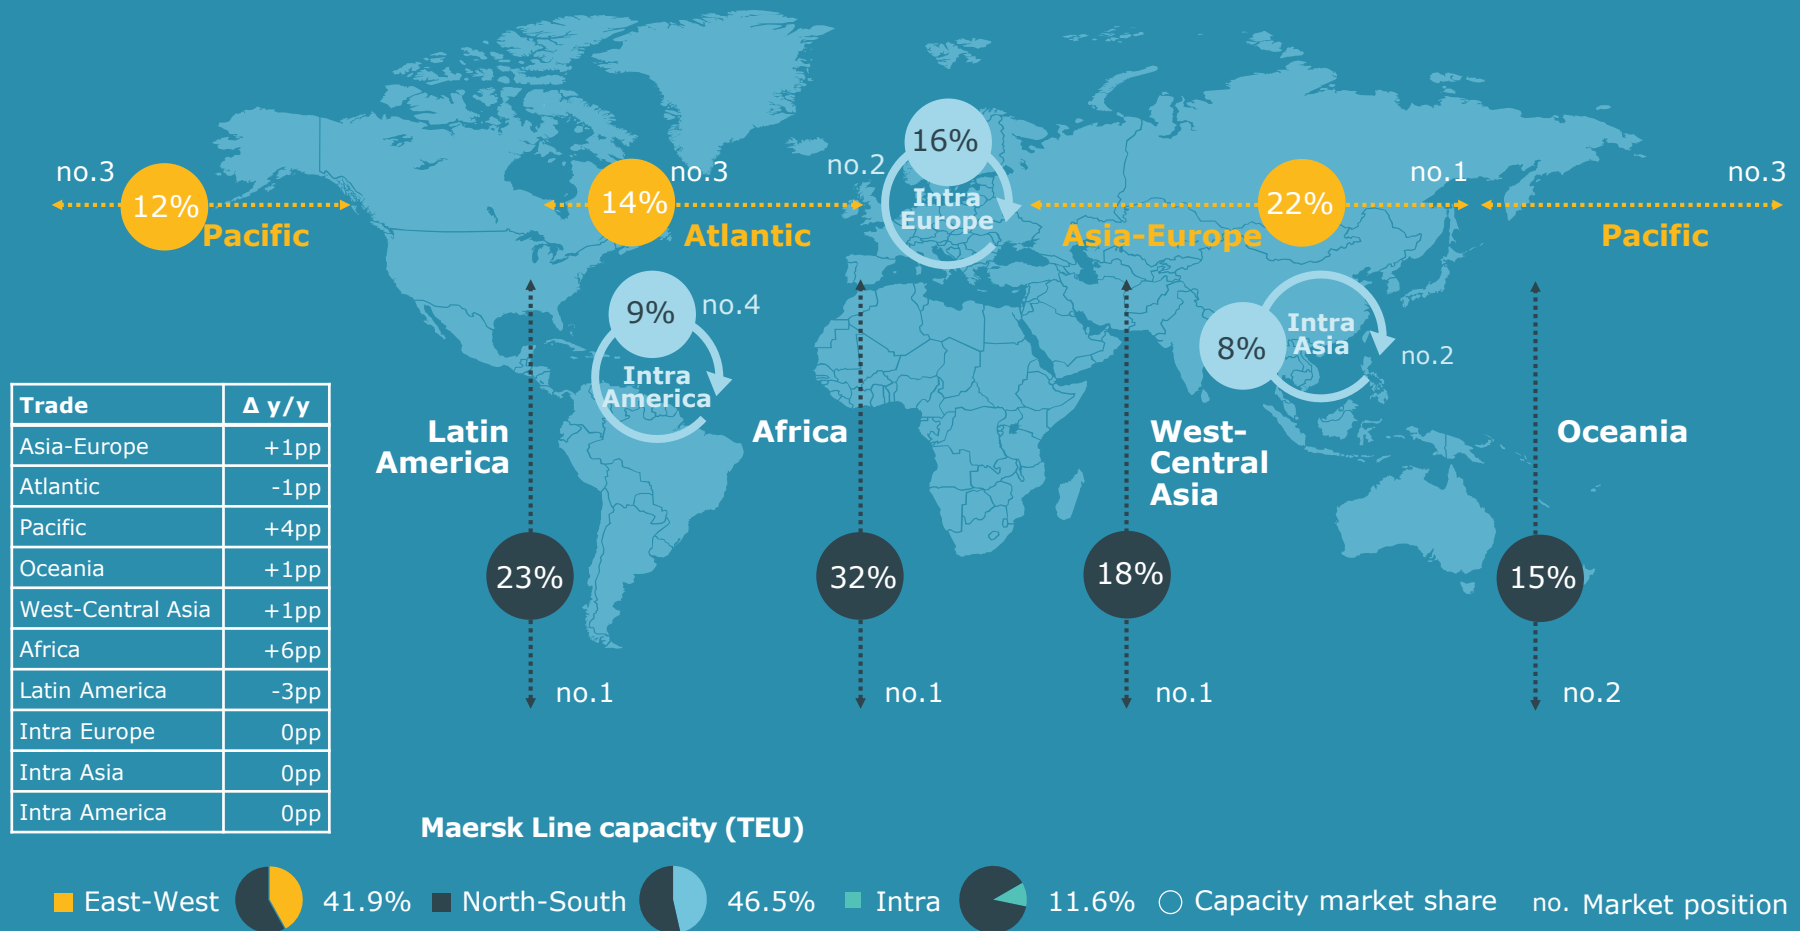 no.3
12%
Pacific
14%
no.3
Atlantic
no.2
16%
Intra
Europe
22%
no.1
Asia-Europe
no.3
Pacific
9%
no.4
Intra
America
8%
Intra
Asia
no.2
Latin
America
23%
no.1
Africa
32%
no.1
West-
Central
Asia
18%
no.1
Oceania
15%
no.2
Trade Δ y/y
Asia-Europe +1pp
Atlantic -1pp
Pacific +4pp
Oceania +1pp
West-Central Asia +1pp
Africa +6pp
Latin America -3pp
Intra Europe 0pp
Intra Asia 0pp
Intra America 0pp
Maersk Line capacity (TEU)
East-West 41.9% North-South 46.5% Intra 11.6% Capacity market share no. Market position